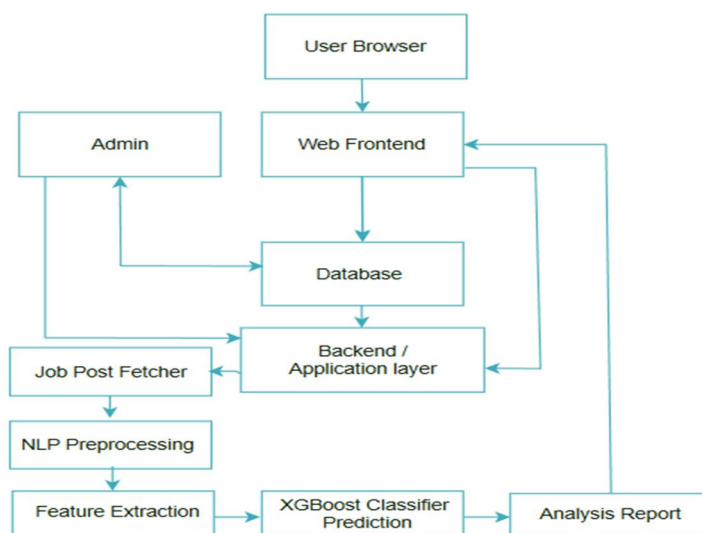 User Browser
Admin
Web Frontend
Database
Backend /
Application layer
Job Post Fetcher
NLP Preprocessing
Feature Extraction
XGBoost Classifier
Prediction
Analysis Report